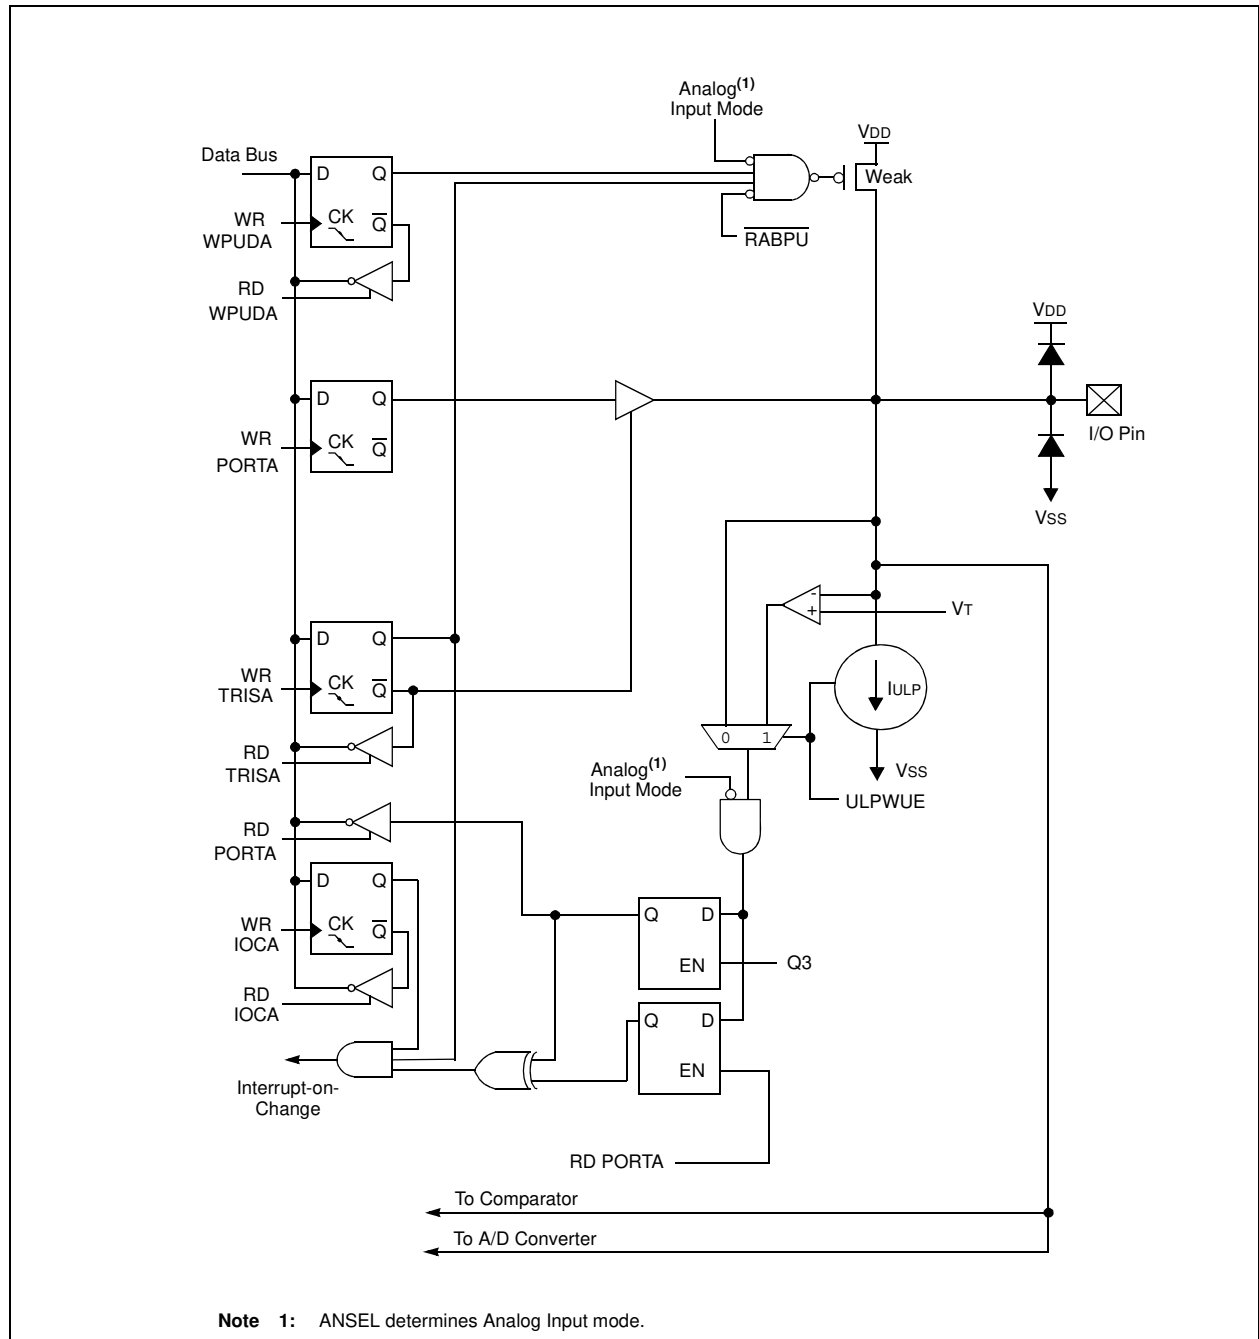 Analog(1)
Input Mode
VDD
Data Bus
D Q
Weak
WR
WPUDA
CK Q
RABPU
RD
WPUDA
VDD
D Q
WR
PORTA
CK Q
I/O Pin
VSS
D Q
- 
+
VT
WR
TRISA
CK Q
IULP
0 1
RD
TRISA
Analog(1)
Input Mode
VSS
ULPWUE
RD
PORTA
D Q
WR
IOCA
CK Q
Q D
EN
Q3
RD
IOCA
Q D
EN
Interrupt-on-
Change
RD PORTA
To Comparator
To A/D Converter
Note 1: ANSEL determines Analog Input mode.